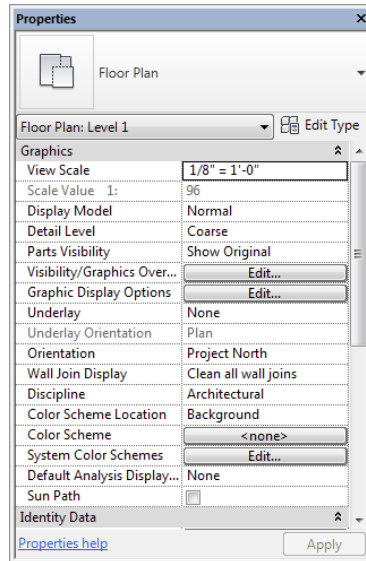 Properties
Floor Plan
Floor Plan: Level 1 Edit Type
Graphics
View Scale 1/8" = 1'-0"
Scale Value 1: 96
Display Model Normal
Detail Level Coarse
Parts Visibility Show Original
Visibility/Graphics Over... Edit...
Graphic Display Options Edit...
Underlay None
Underlay Orientation Plan
Orientation Project North
Wall Join Display Clean all wall joins
Discipline Architectural
Color Scheme Location Background
Color Scheme <none>
System Color Schemes Edit...
Default Analysis Display... None
Sun Path
Identity Data
Properties help Apply